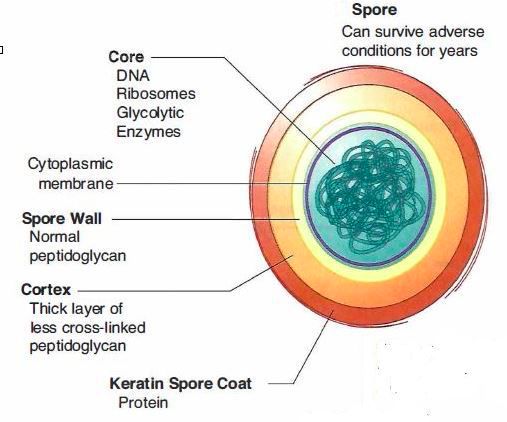 Spore
Can survive adverse
conditions for years
Core
DNA
Ribosomes
Glycolytic
Enzymes
Cytoplasmic
membrane
Spore Wall
Normal
peptidoglycan
Cortex
Thick layer of
less cross-linked
peptidoglycan
Keratin Spore Coat
Protein